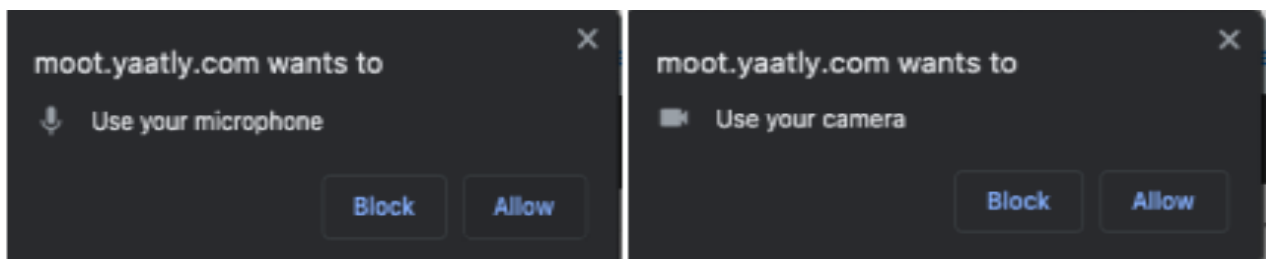 moot.yaatly.com wants to
Use your microphone
Block
Allow
moot.yaatly.com wants to
Use your camera
Block
Allow